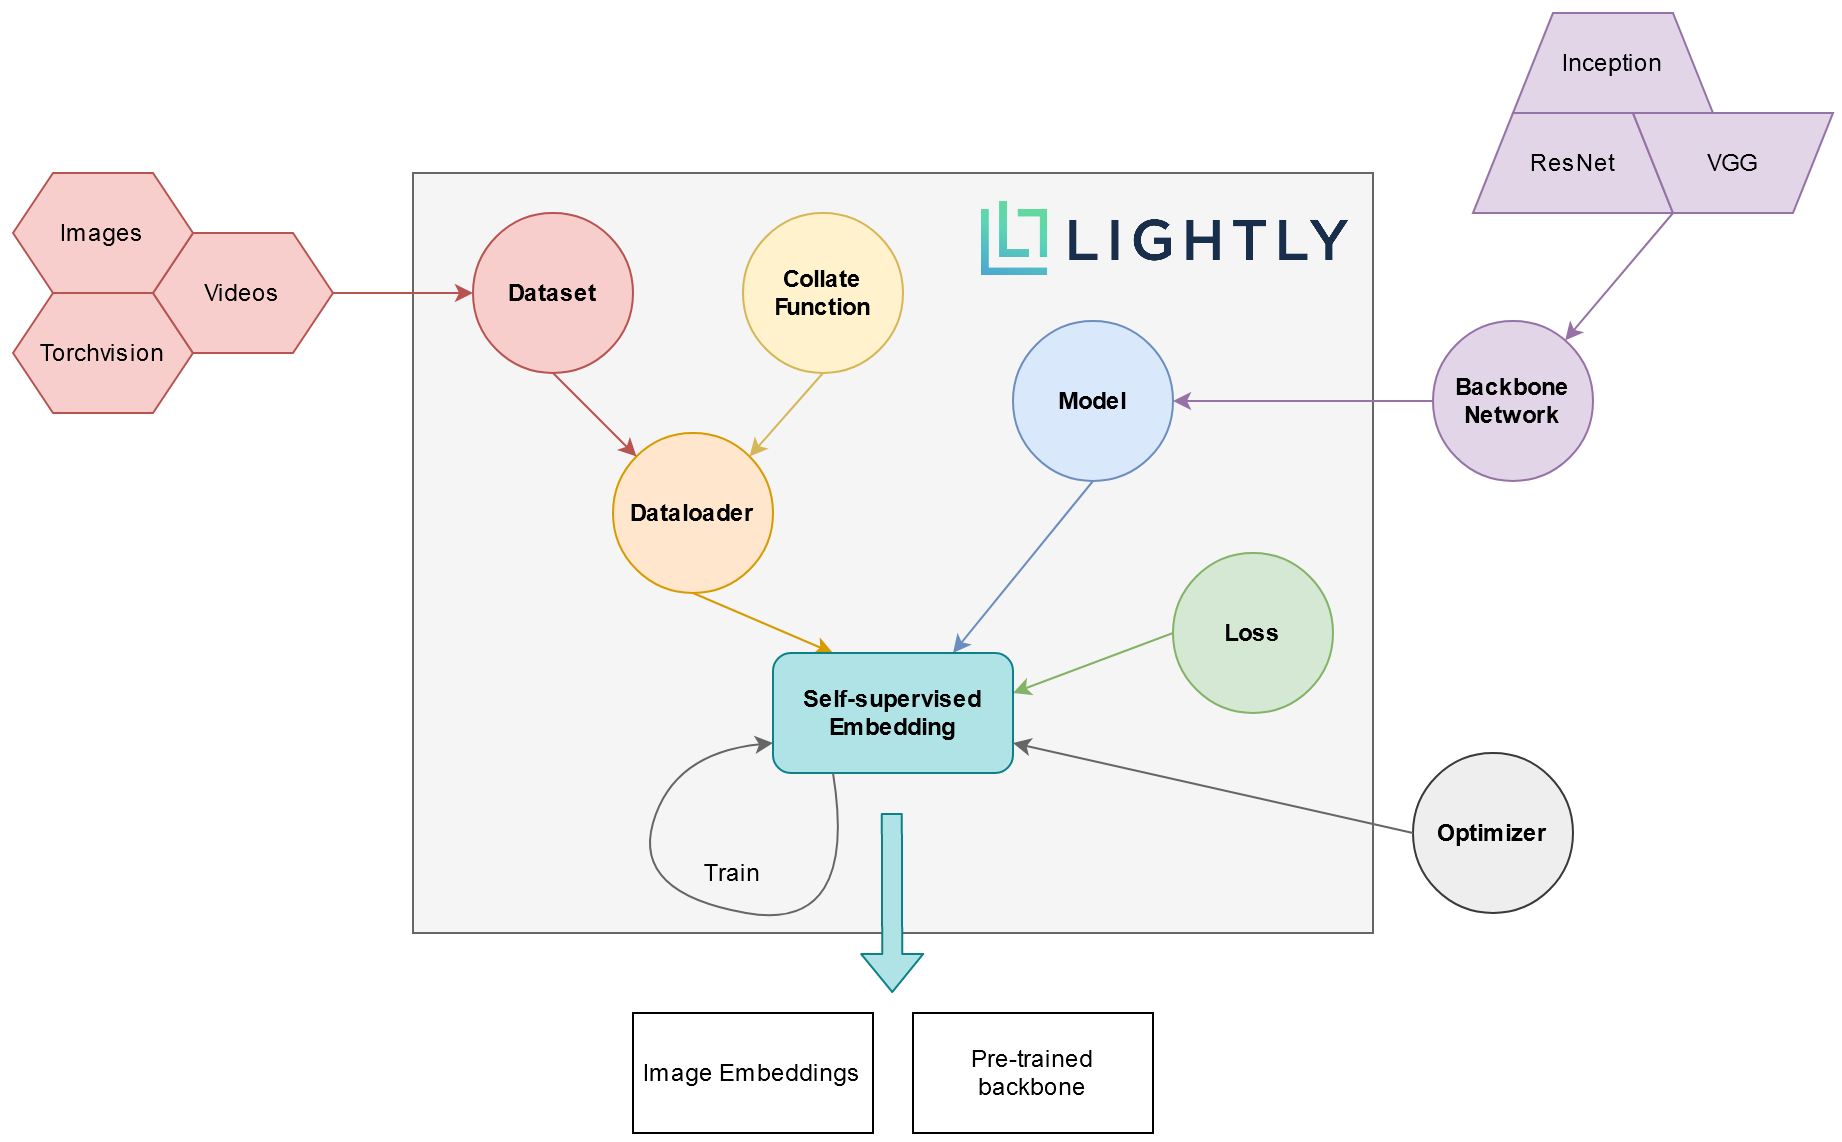 Inception
ResNet
VGG
Images
Videos
Torchvision
LIGHTLY
Dataset
Collate
Function
Model
Backbone
Network
Dataloader
Loss
Self-supervised
Embedding
Optimizer
Train
Image Embeddings
Pre-trained
backbone